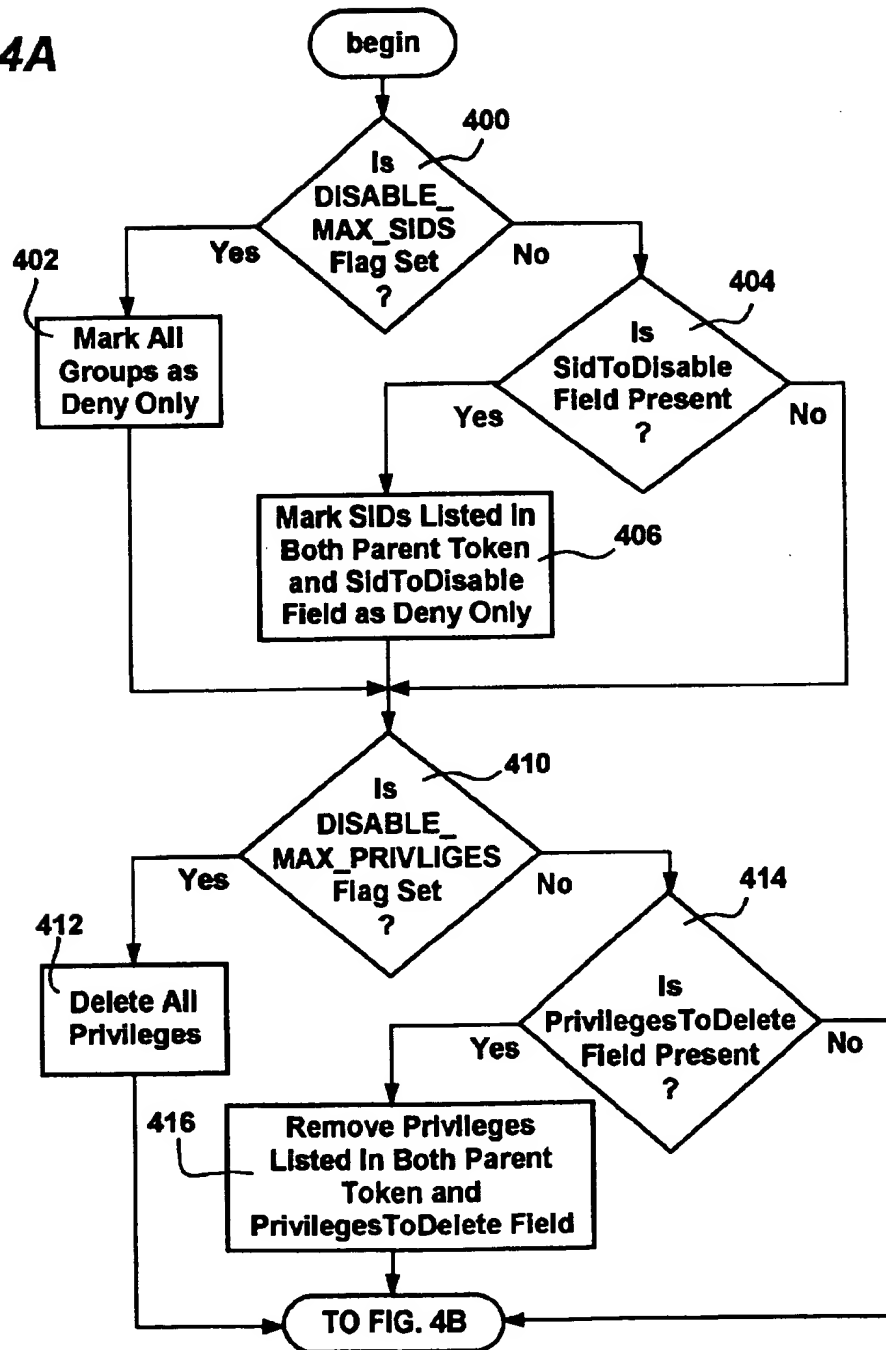 4A
begin
400
Is
DISABLE_
MAX_SIDS
Flag Set
?
Yes
No
402
Mark All
Groups as
Deny Only
404
Is
SidToDisable
Field Present
?
Yes
No
Mark SIDs Listed in
Both Parent Token
and SidToDisable
Field as Deny Only
406
410
Is
DISABLE_
MAX_PRIVLIGES
Flag Set
?
Yes
No
412
Delete All
Privileges
414
Is
PrivilegesToDelete
Field Present
?
Yes
No
416
Remove Privileges
Listed in Both Parent
Token and
PrivilegesToDelete Field
TO FIG. 4B